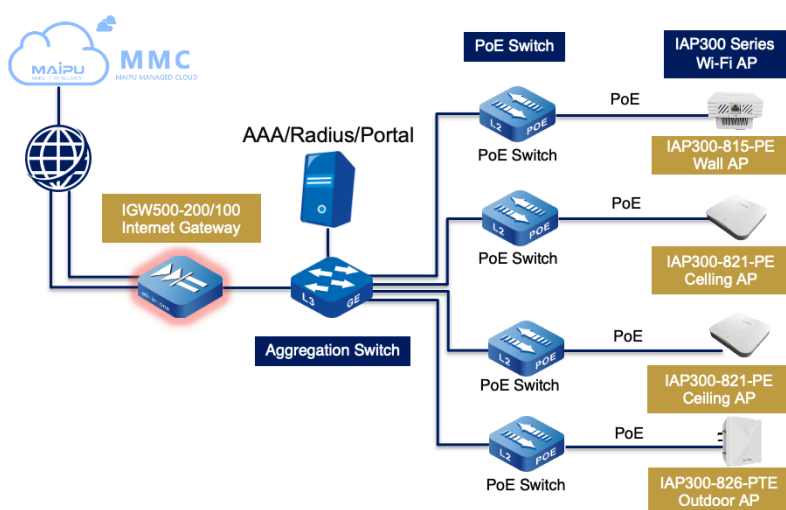 MAIPU
MMC
MAIPU MANAGED CLOUD
PoE Switch
IAP300 Series
Wi-Fi AP
PoE
L2 POE
PoE Switch
IAP300-815-PE
Wall AP
AAA/Radius/Portal
IGW500-200/100
Internet Gateway
PoE
L2 POE
PoE Switch
IAP300-821-PE
Celling AP
L3 GE
Aggregation Switch
PoE
L2 POE
PoE Switch
IAP300-821-PE
Ceiling AP
PoE
L2 POE
PoE Switch
IAP300-826-PTE
Outdoor AP